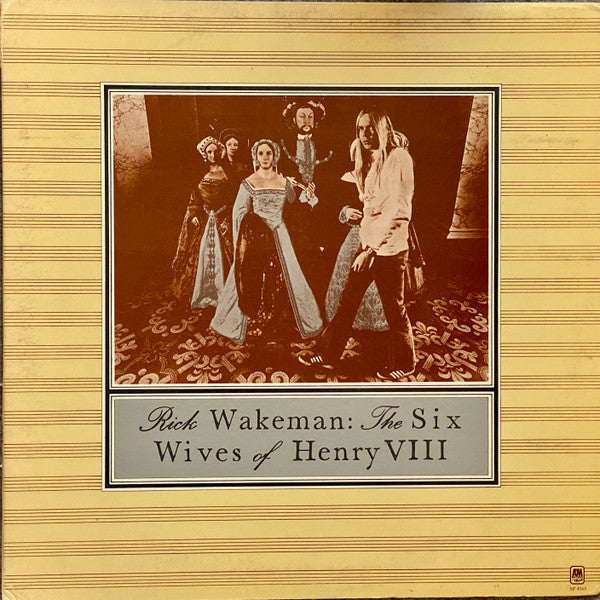 Rick Wakeman: The Six
Wives of Henry VIII
A&M